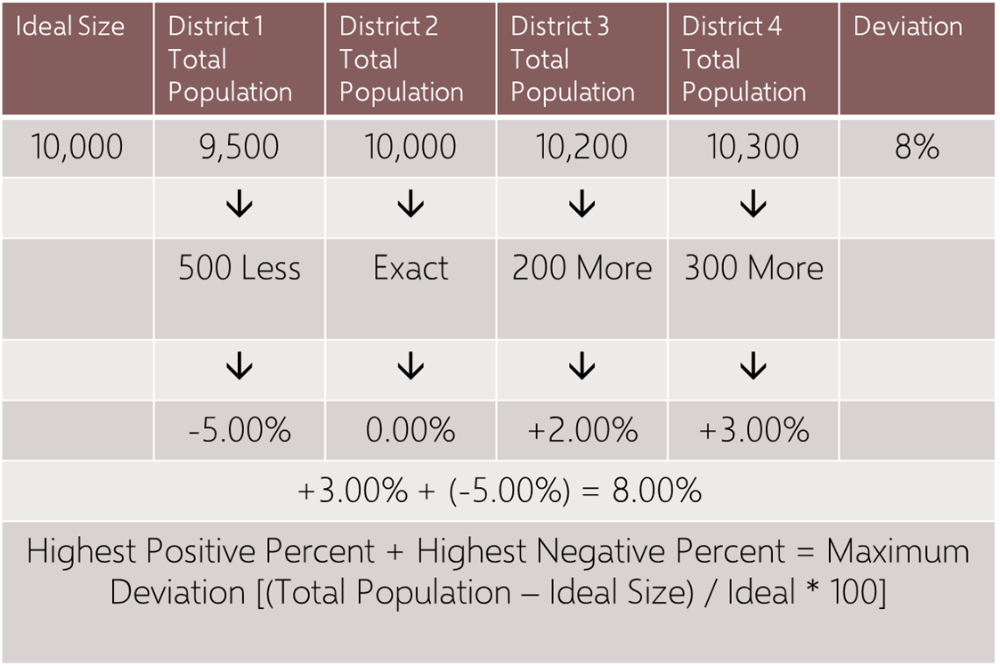 Ideal Size
District 1
Total
Population
District 2
Total
Population
District 3
Total
Population
District 4
Total
Population
Deviation
10,000
9,500
10,000
10,200
10,300
8%
↓
↓
↓
↓
500 Less
Exact
200 More
300 More
↓
↓
↓
↓
-5.00%
0.00%
+2.00%
+3.00%
+3.00% + (-5.00%) = 8.00%
Highest Positive Percent + Highest Negative Percent = Maximum
Deviation [(Total Population – Ideal Size) / Ideal * 100]